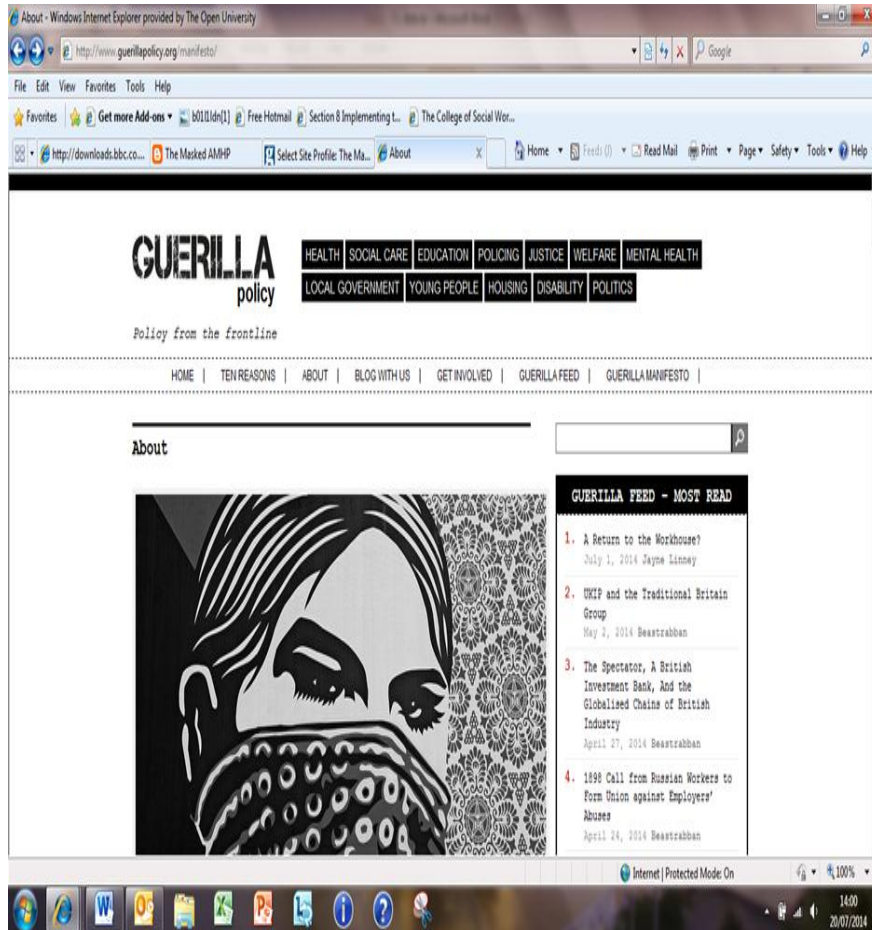 About - Windows Internet Explorer provided by The Open University
http://www.guerillapolicy.org/manifesto/
Google
File Edit View Favorites Tools Help
Favorites Get more Add-ons Free Hotmail Section 8 Implementing t... The College of Social Wor...
http://downloads.bbc.co.... The Masked AMHP Select Site Profile: The Ma... About X Home Feeds (J) Read Mail Print Page Safety Tools Help
GUERILLA
policy
HEALTH SOCIAL CARE EDUCATION POLICING JUSTICE WELFARE MENTAL HEALTH
LOCAL GOVERNMENT YOUNG PEOPLE HOUSING DISABILITY POLITICS
Policy from the frontline
HOME | TEN REASONS | ABOUT | BLOG WITH US | GET INVOLVED | GUERILLA FEED | GUERILLA MANIFESTO |
About
GUERILLA FEED - MOST READ
1. A Return to the Workhouse?
July 1, 2014 Jayne Linney
2. UKIP and the Traditional Britain
Group
May 2, 2014 Beastrabban
3. The Spectator, A British
Investment Bank, And the
Globalised Chains of British
Industry
April 27, 2014 Beastrabban
4. 1898 Call from Russian Workers to
Form Union against Employers'
Abuses
April 24, 2014 Beastrabban
Internet | Protected Mode: On
100%
14:00
20/07/2014